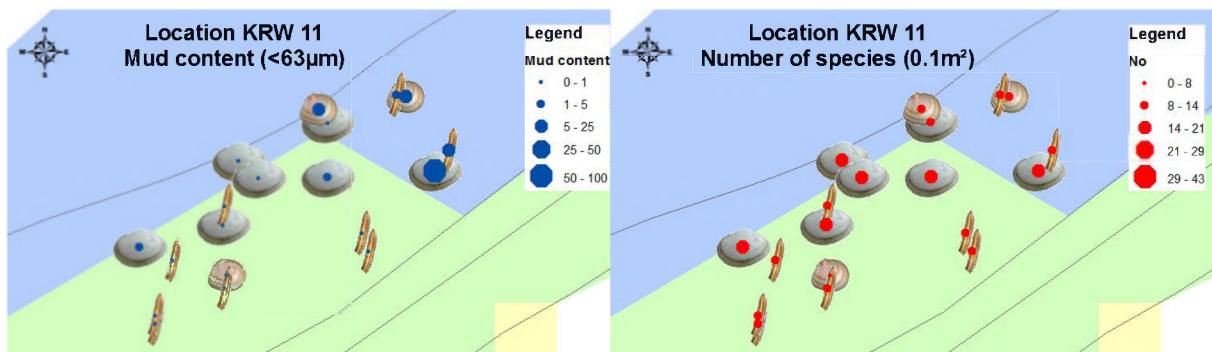 N
W E
S
Location KRW 11
Mud content (<63µm)
Legend
Mud content
0 - 1
1 - 5
5 - 25
25 - 50
50 - 100
N
W E
S
Location KRW 11
Number of species (0.1m²)
Legend
No
0 - 8
8 - 14
14 - 21
21 - 29
29 - 43